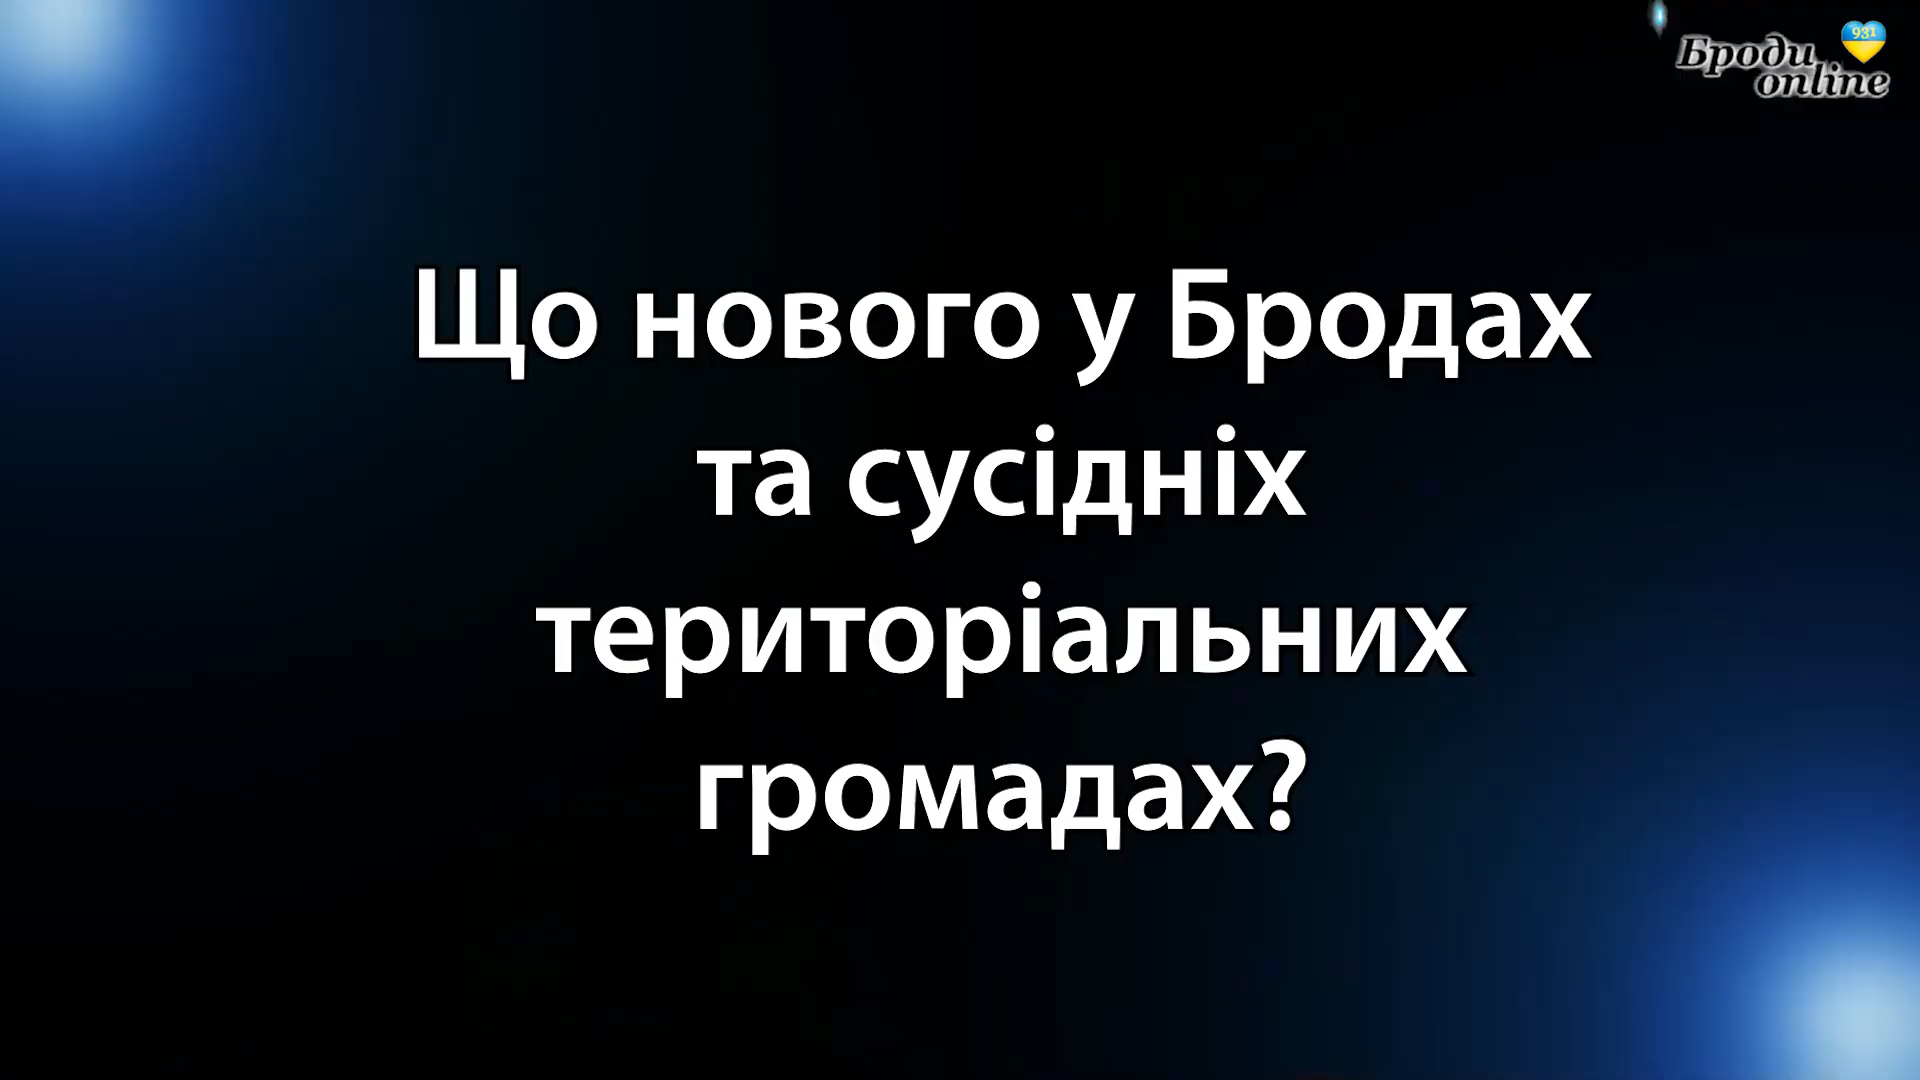 Броди
931
online
Що нового у Бродах
та сусідніх
територіальних
громадах?